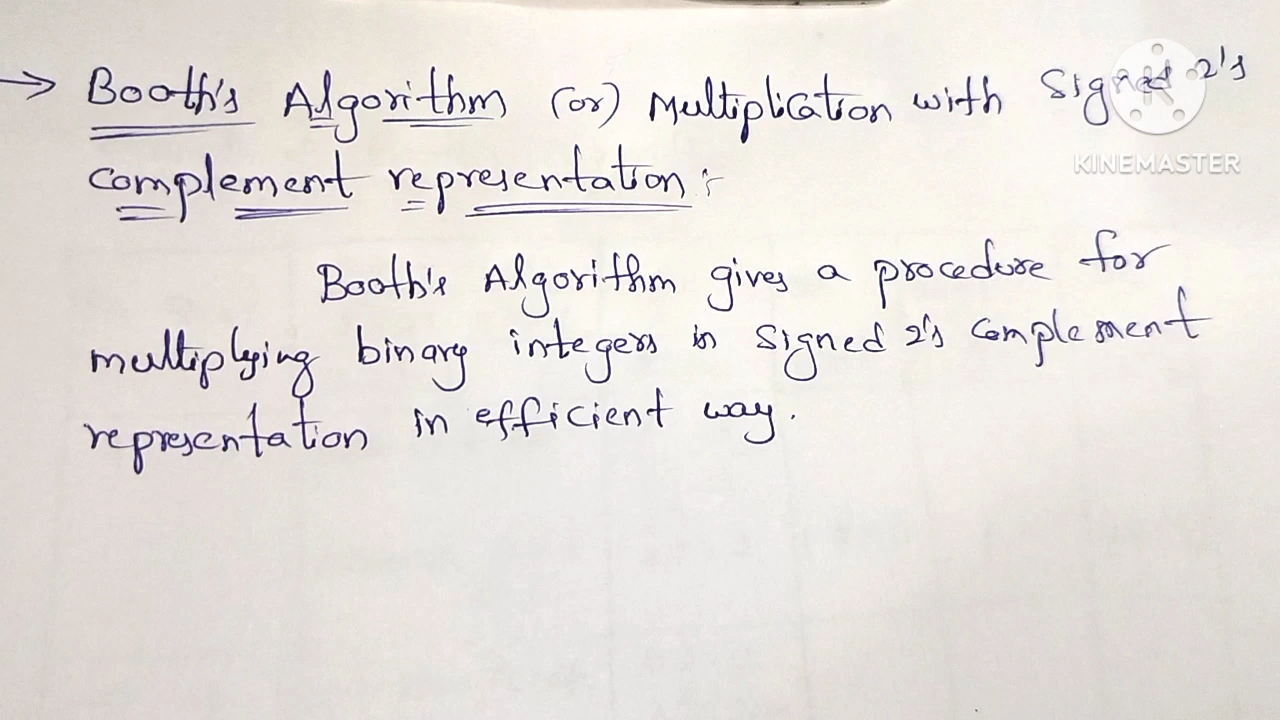 → Booth's Algorithm (or) Multiplication with Signed 2's
KINEMASTER
complement representation :-
Booth's Algorithm gives a procedure for
multiplying binary integers in signed 2's complement
representation in efficient way.